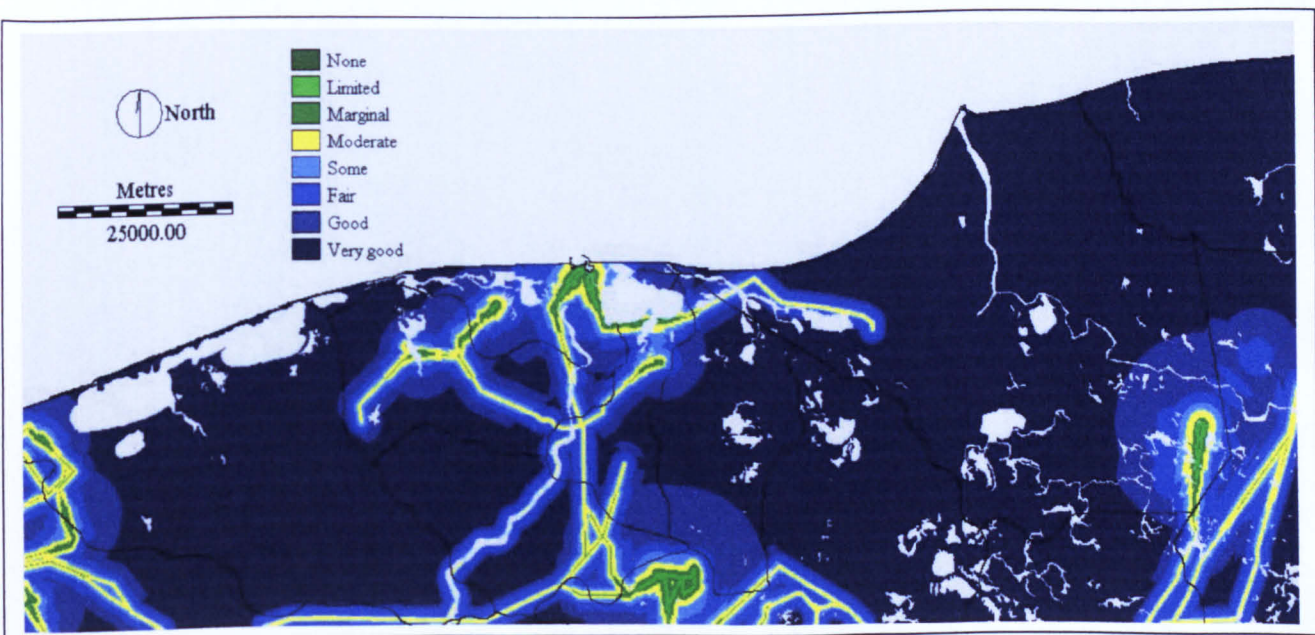 None
Limited
Marginal
Moderate
Some
Fair
Good
Very good
North
Metres
25000.00